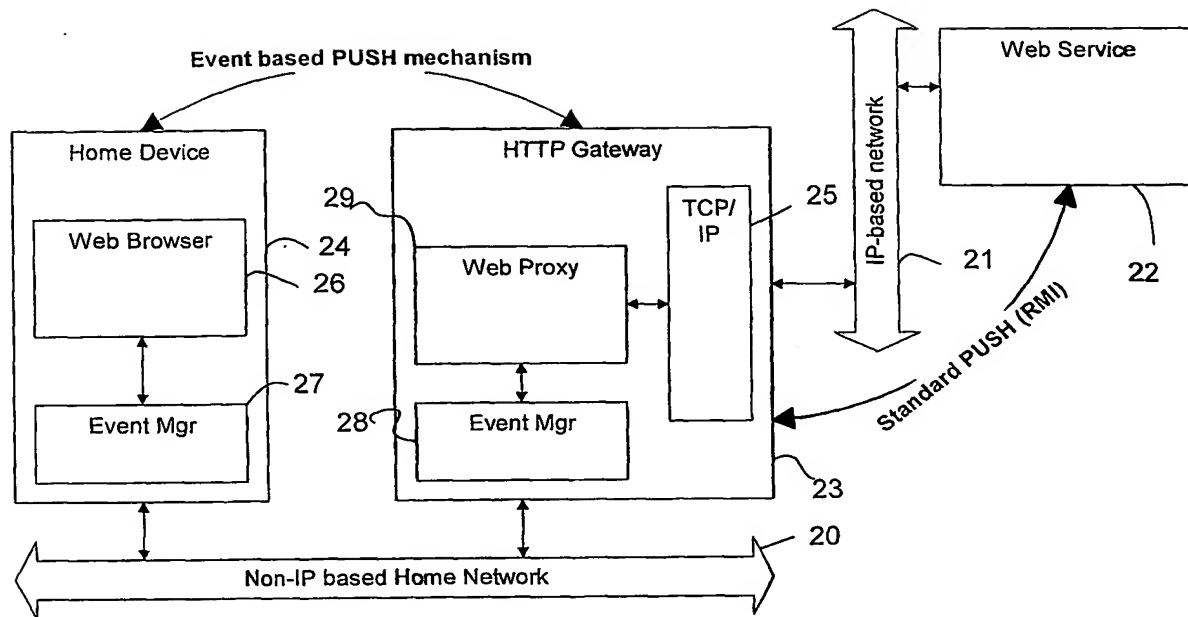 Event based PUSH mechanism
Web Service
Home Device
HTTP Gateway
IP-based network
29
TCP/
IP
25
Web Browser
24
Web Proxy
21
22
26
Standard PUSH (RMI)
27
Event Mgr
28
Event Mgr
23
20
Non-IP based Home Network